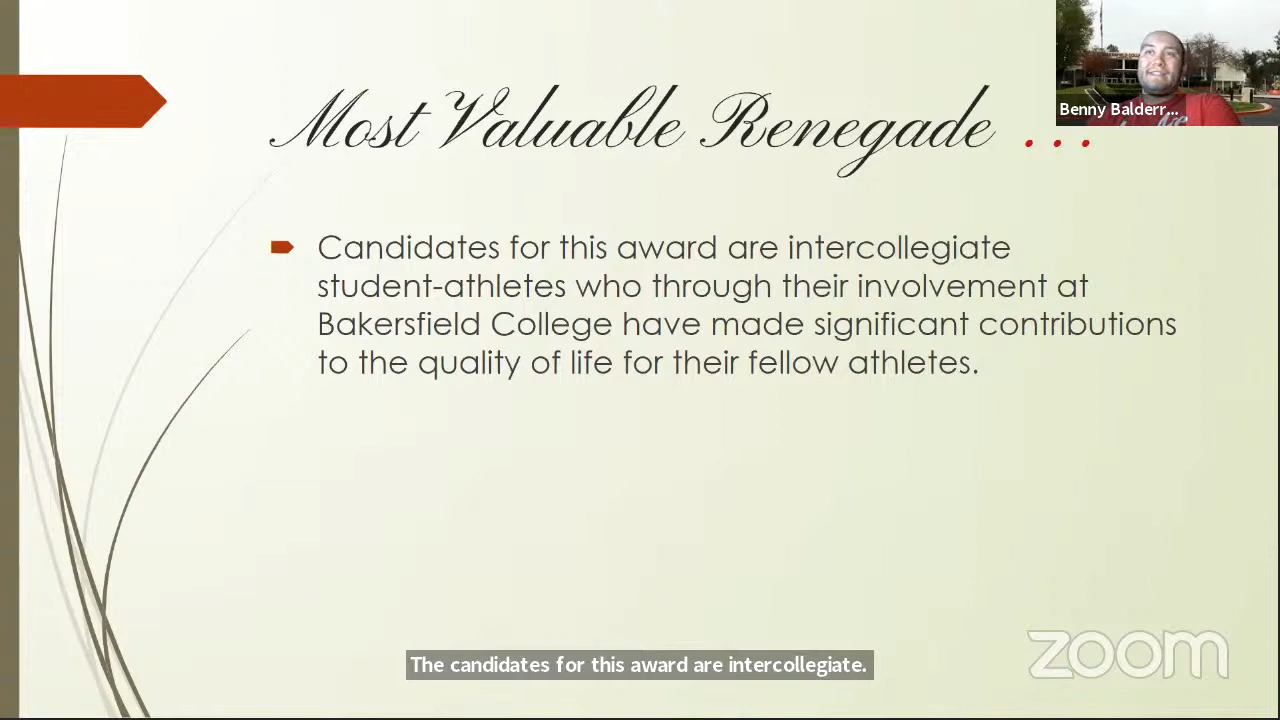 Most Valuable Renegade ...
Benny Balderr...
Candidates for this award are intercollegiate
student-athletes who through their involvement at
Bakersfield College have made significant contributions
to the quality of life for their fellow athletes.
The candidates for this award are intercollegiate.
zoom